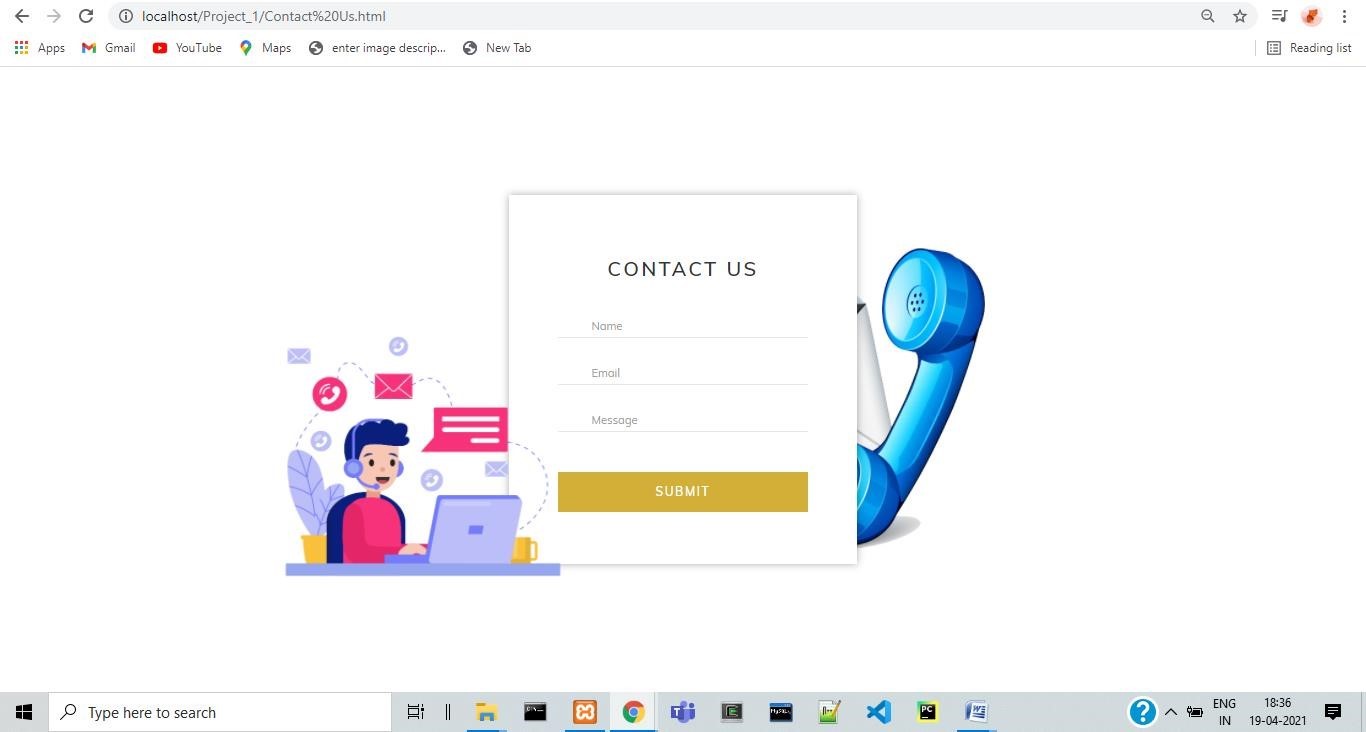 localhost/Project_1/Contact%20Us.html
Apps Gmail YouTube Maps enter image descrip... New Tab Reading list
CONTACT US
Name
Email
Message
SUBMIT
Type here to search
ENG
IN
18:36
19-04-2021